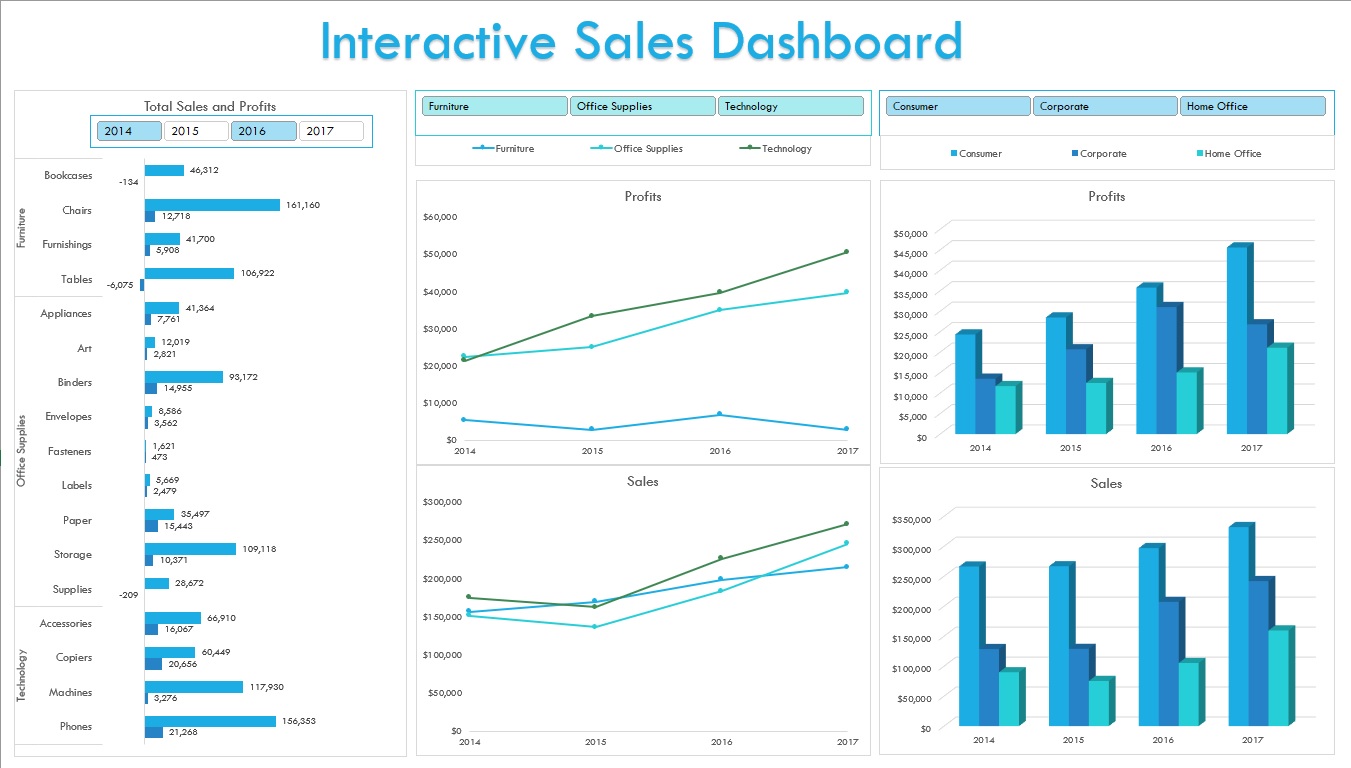 Interactive Sales Dashboard
Total Sales and Profits
2014 2015 2016 2017
Furniture
Bookcases 46,312
-134
Chairs 161,160
12,718
Furnishings 41,700
5,908
Tables 106,922
-6,075
Office Supplies
Appliances 41,364
7,761
Art 12,019
2,821
Binders 93,172
14,955
Envelopes 8,586
3,562
Fasteners 1,621
473
Labels 5,669
2,479
Paper 35,497
15,443
Storage 109,118
10,371
Supplies 28,672
-209
Technology
Accessories 66,910
16,067
Copiers 60,449
20,656
Machines 117,930
3,276
Phones 156,353
21,268
Furniture Office Supplies Technology
Furniture Office Supplies Technology
Profits
$60,000
$50,000
$40,000
$30,000
$20,000
$10,000
$0
2014 2015 2016 2017
Sales
$300,000
$250,000
$200,000
$150,000
$100,000
$50,000
$0
2014 2015 2016 2017
Consumer Corporate Home Office
Consumer Corporate Home Office
Profits
$50,000
$45,000
$40,000
$35,000
$30,000
$25,000
$20,000
$15,000
$10,000
$5,000
$0
2014 2015 2016 2017
Sales
$350,000
$300,000
$250,000
$200,000
$150,000
$100,000
$50,000
$0
2014 2015 2016 2017